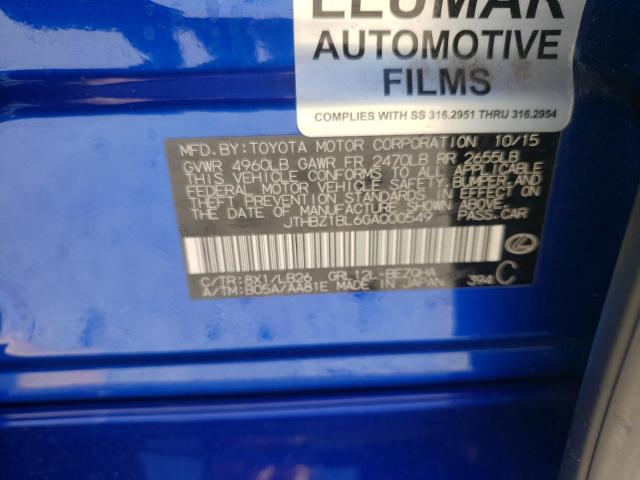 LLUMAR
AUTOMOTIVE
FILMS
COMPLIES WITH SS 316.2951 THRU 316.2954
MFD. BY: TOYOTA MOTOR CORPORATION 10/15
GVWR 4960LB GAWR FR 2470LB RR 2655LB
THIS VEHICLE CONFORMS TO ALL APPLICABLE
FEDERAL MOTOR VEHICLE SAFETY, BUMPER, AND
THEFT PREVENTION STANDARDS IN EFFECT ON
THE DATE OF MANUFACTURE SHOWN ABOVE.
JTHBZ1BL6GA000549 PASS.CAR
C/TR:8X1/LB26 GRL12L-BEZQHA
A/TM:B05A/AA81E MADE IN JAPAN 394 C